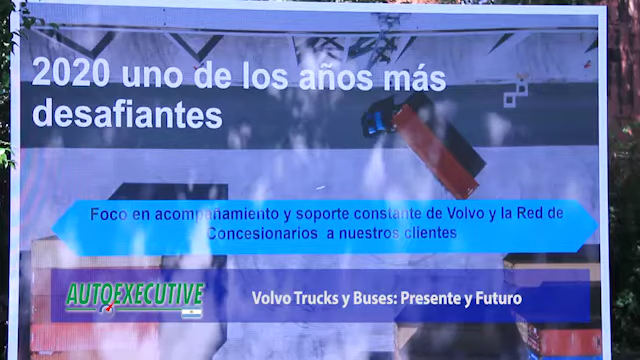 2020 uno de los años más
desafiantes
Foco en acompañamiento y soporte constante de Volvo y la Red de
Concesionarios a nuestros clientes
AUTOEXECUTIVE
Volvo Trucks y Buses: Presente y Futuro